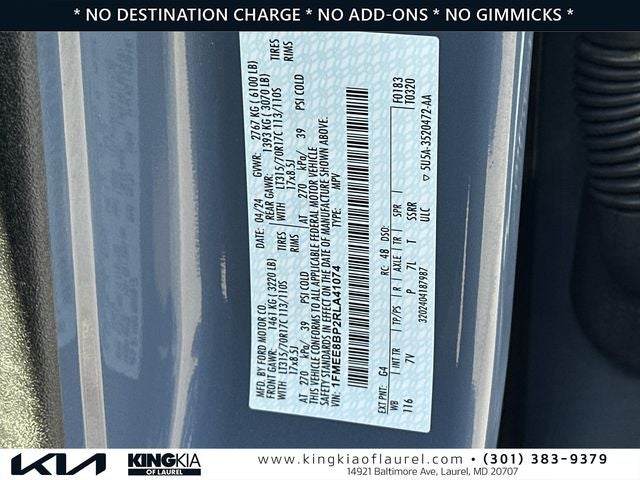 * NO DESTINATION CHARGE * NO ADD-ONS * NO GIMMICKS! *
MFD. BY FORD MOTOR CO.
DATE: 04/24 GVWR: 2767 KG ( 6100 LB)
FRONT GAWR: 1461 KG ( 3220 LB) REAR GAWR: 1393 KG ( 3070 LB)
WITH LT315/70R17C 113/110S TIRES WITH LT315/70R17C 113/110S TIRES
17x8.5J RIMS 17x8.5J RIMS
AT 270 kPa/ 39 PSI COLD AT 270 kPa/ 39 PSI COLD
THIS VEHICLE CONFORMS TO ALL APPLICABLE FEDERAL MOTOR VEHICLE
SAFETY STANDARDS IN EFFECT ON THE DATE OF MANUFACTURE SHOWN ABOVE.
VIN: 1FMEE8BP2RLA41074 TYPE: MPV
EXT PNT: G4 RC: 48 DSO: F0183
WB INT TR TP/PS R AXLE TR SPR T0320
116 7V P 7L T SSRR
3202404187987 ULC ▽ 5U5A-3520472-AA
KIA KING KIA OF LAUREL
www.kingkiaoflaurel.com • (301) 383-9379
14921 Baltimore Ave, Laurel, MD 20707